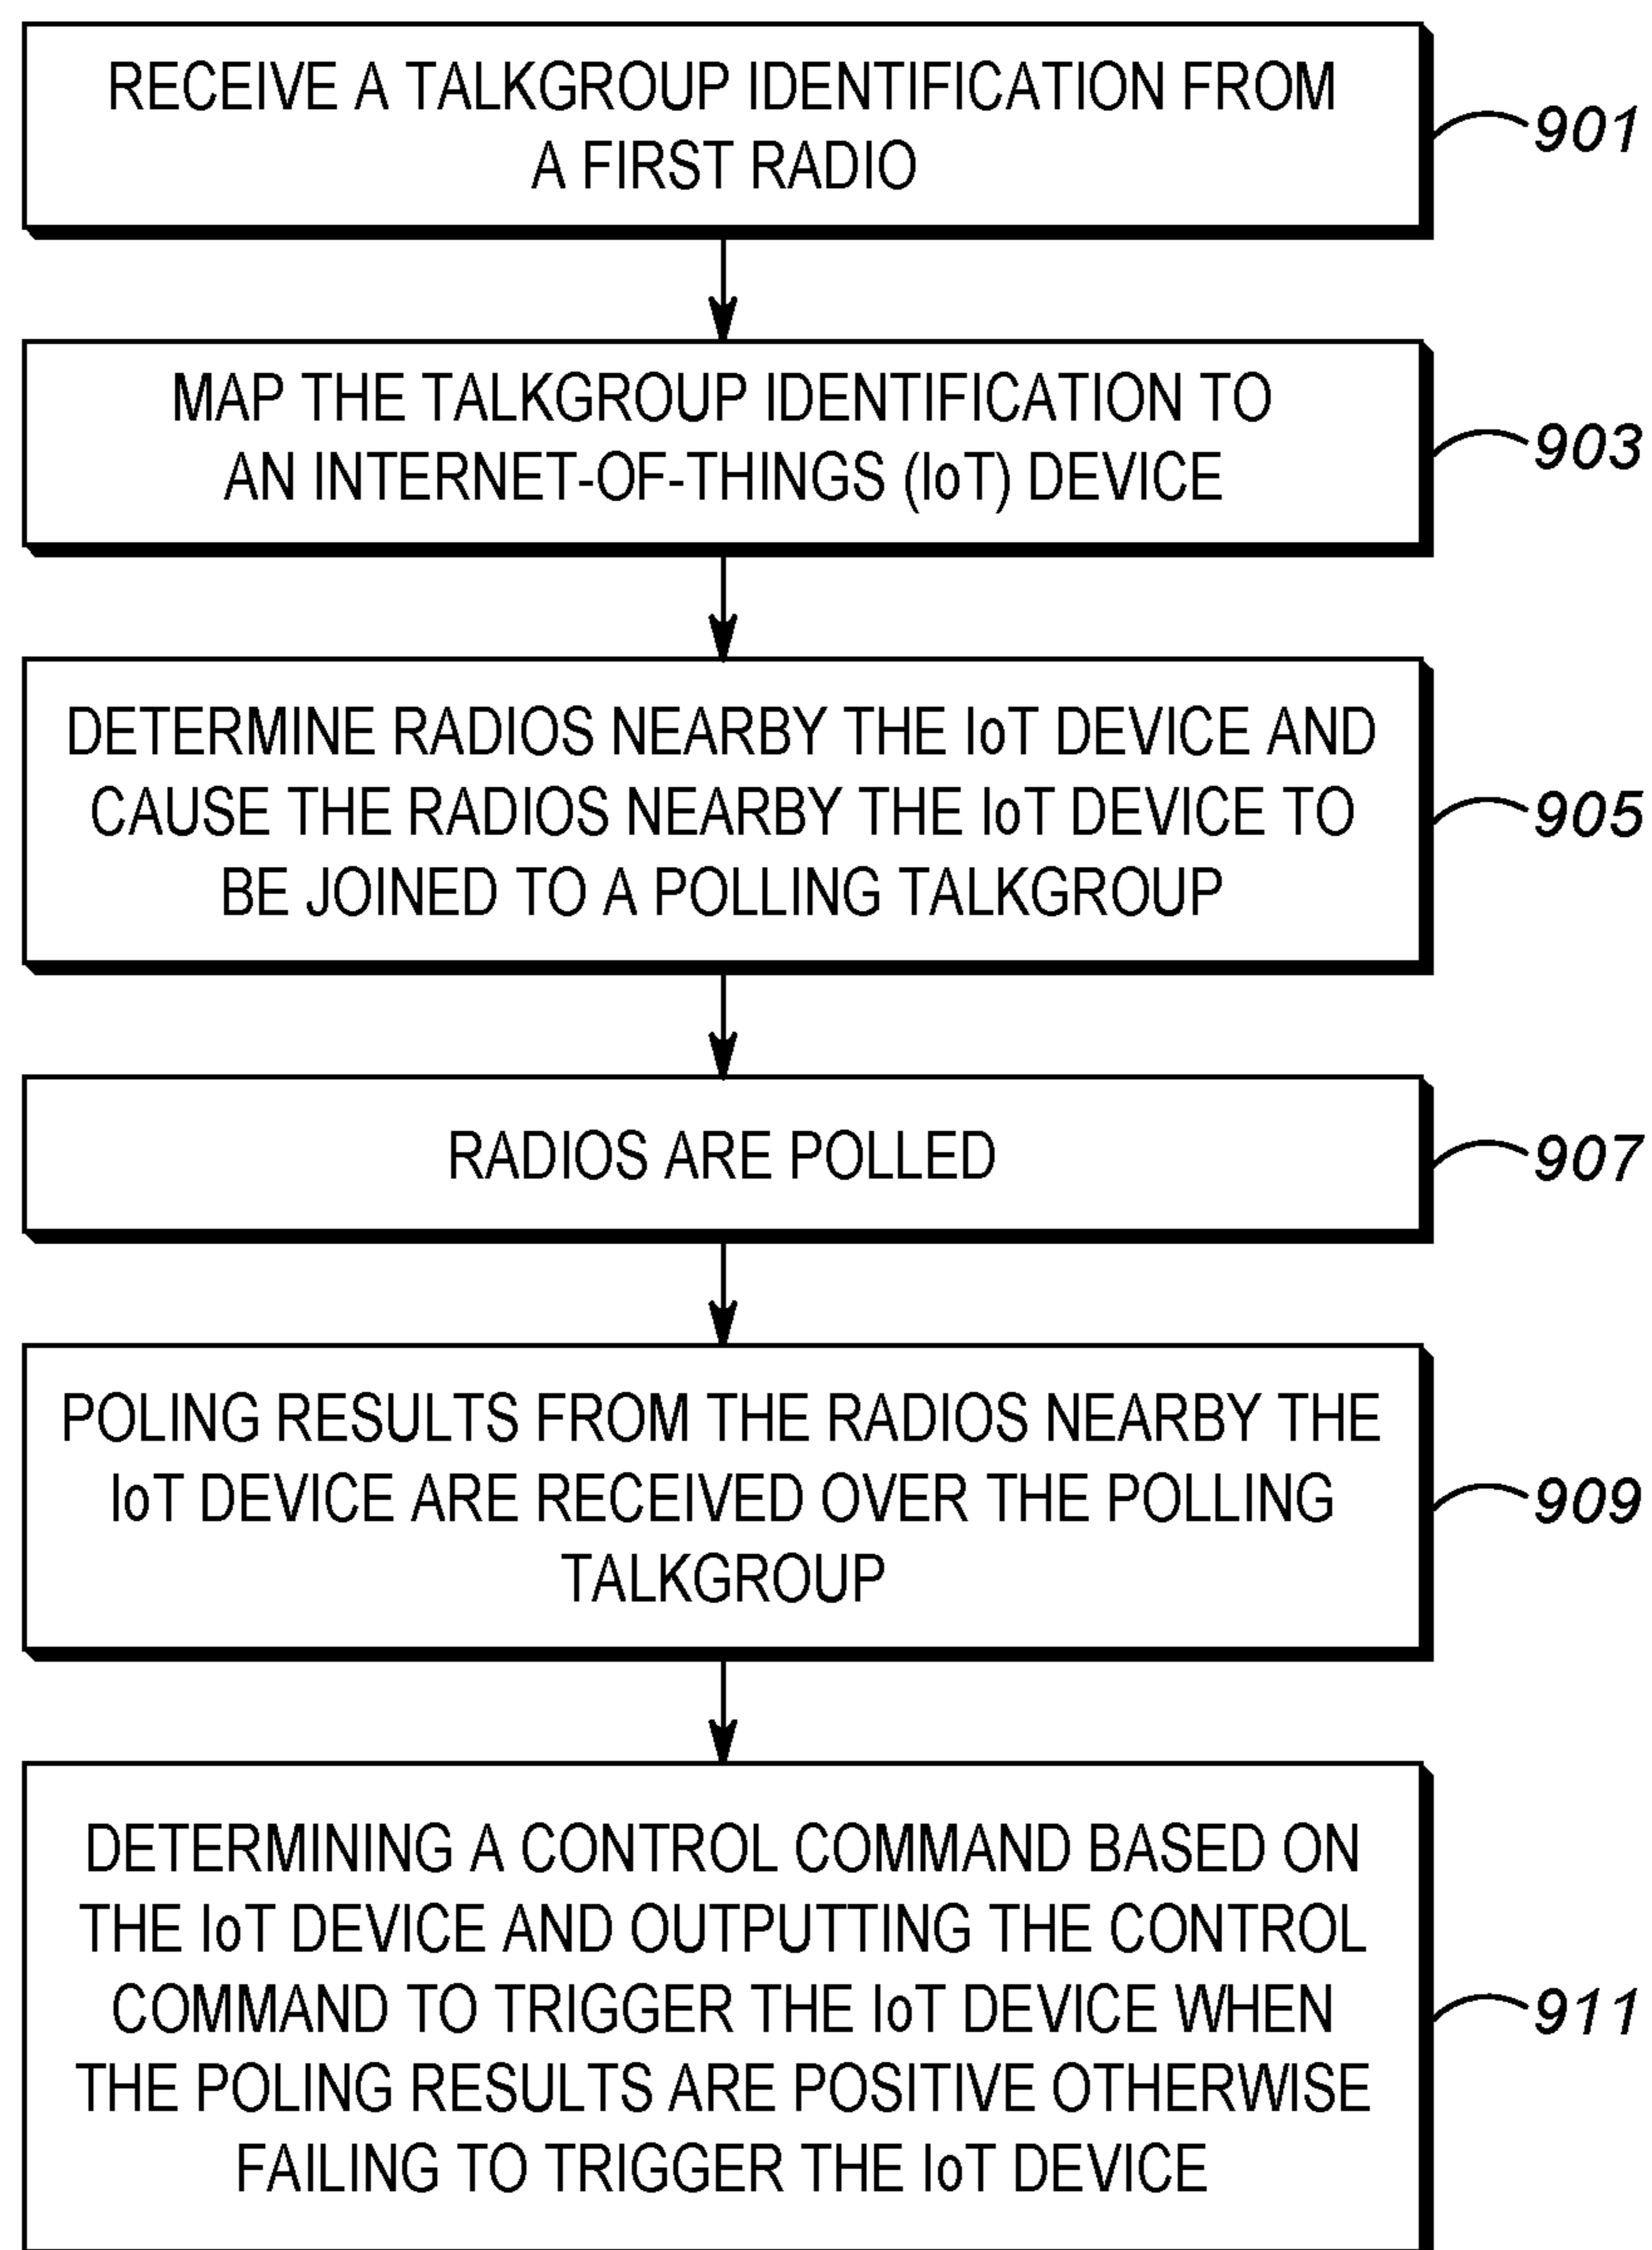 RECEIVE A TALKGROUP IDENTIFICATION FROM
A FIRST RADIO
901
MAP THE TALKGROUP IDENTIFICATION TO
AN INTERNET-OF-THINGS (IoT) DEVICE
903
DETERMINE RADIOS NEARBY THE IoT DEVICE AND
CAUSE THE RADIOS NEARBY THE IoT DEVICE TO
BE JOINED TO A POLLING TALKGROUP
905
RADIOS ARE POLLED
907
POLING RESULTS FROM THE RADIOS NEARBY THE
IoT DEVICE ARE RECEIVED OVER THE POLLING
TALKGROUP
909
DETERMINING A CONTROL COMMAND BASED ON
THE IoT DEVICE AND OUTPUTTING THE CONTROL
COMMAND TO TRIGGER THE IoT DEVICE WHEN
THE POLING RESULTS ARE POSITIVE OTHERWISE
FAILING TO TRIGGER THE IoT DEVICE
911